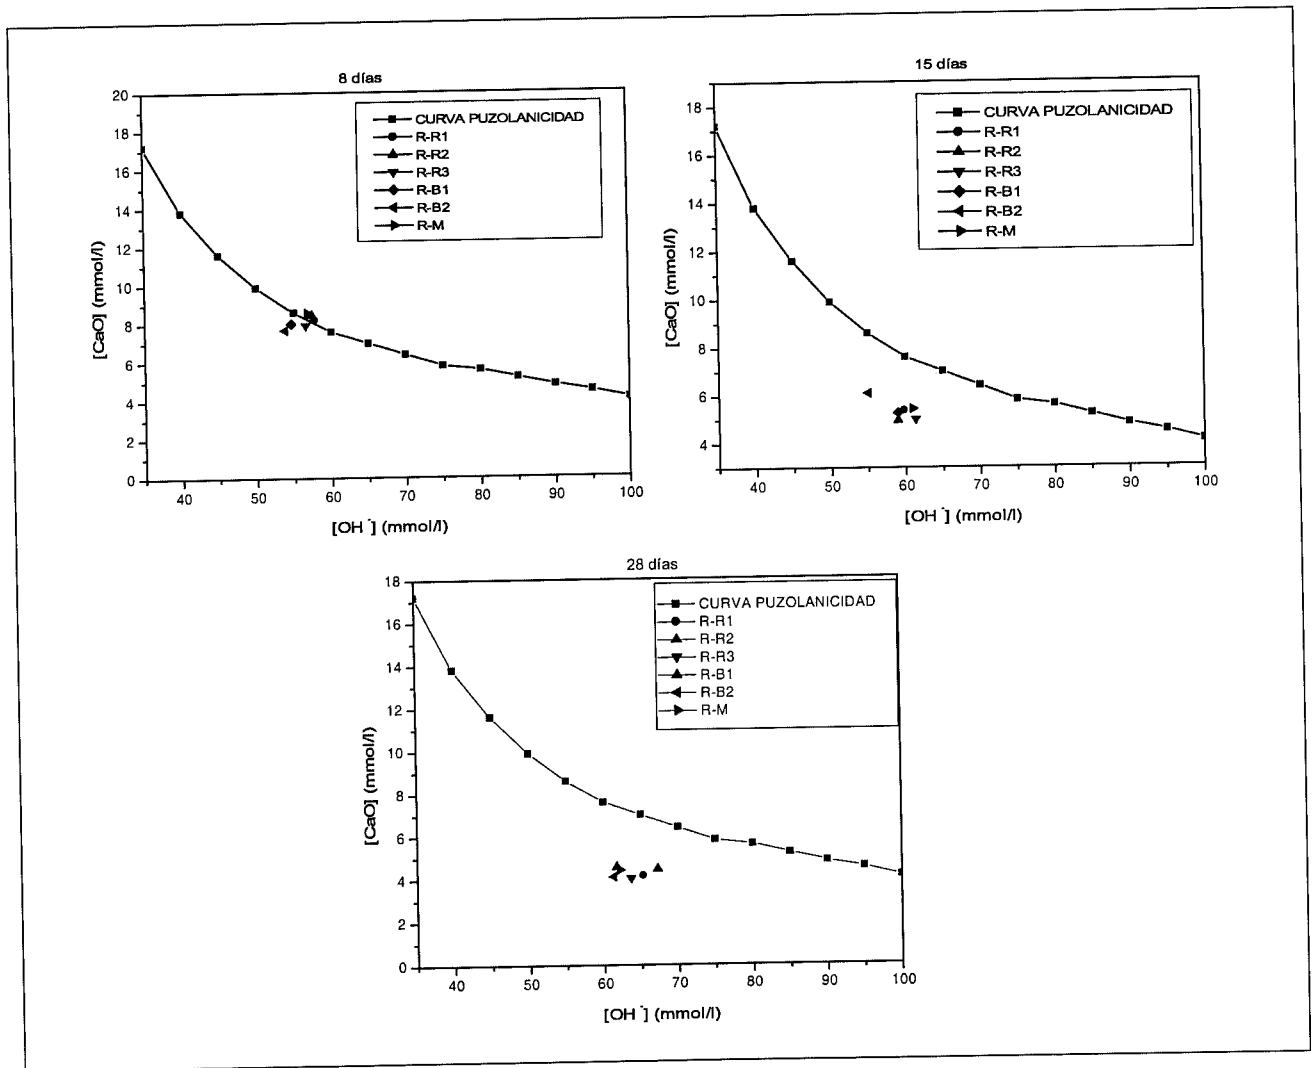 8 días
20
18
16
14
12
10
8
6
4
2
0
[CaO] (mmol/l)
CURVA PUZOLANICIDAD
R-R1
R-R2
R-R3
R-B1
R-B2
R-M
40 50 60 70 80 90 100
[OH-] (mmol/l)
15 días
18
16
14
12
10
8
6
4
[CaO] (mmol/l)
CURVA PUZOLANICIDAD
R-R1
R-R2
R-R3
R-B1
R-B2
R-M
40 50 60 70 80 90 100
[OH-] (mmol/l)
28 días
18
16
14
12
10
8
6
4
2
0
[CaO] (mmol/l)
CURVA PUZOLANICIDAD
R-R1
R-R2
R-R3
R-B1
R-B2
R-M
40 50 60 70 80 90 100
[OH-] (mmol/l)